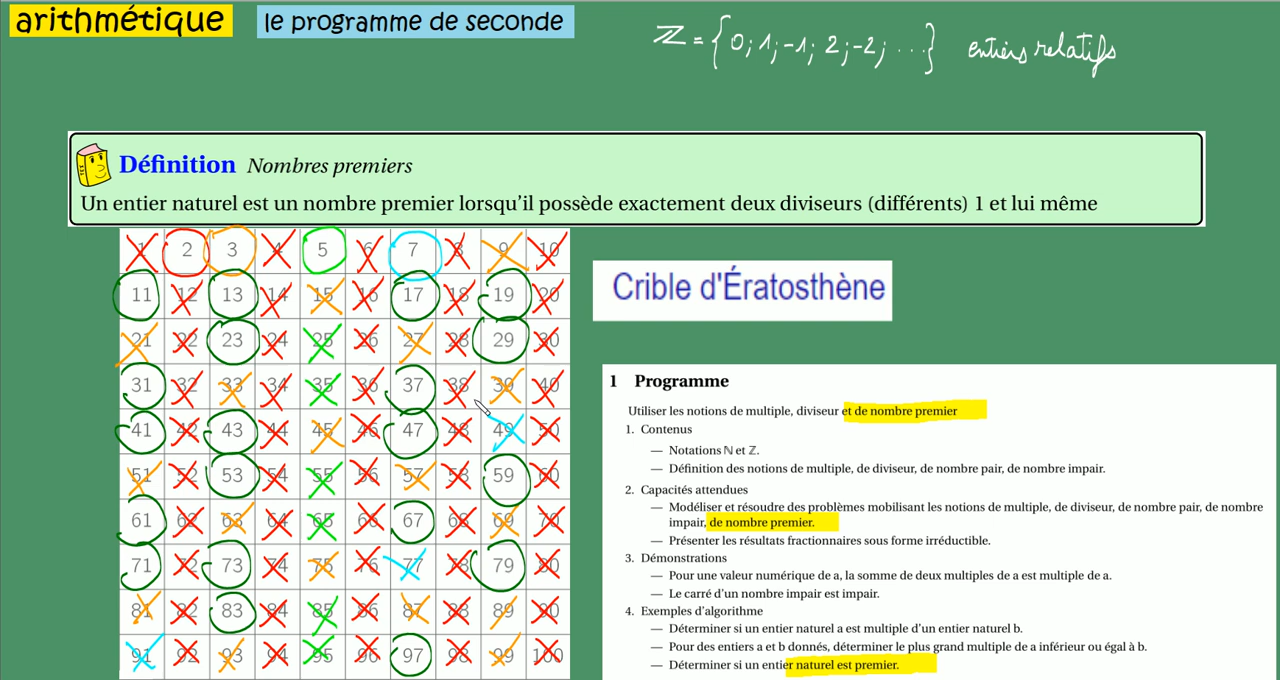 arithmétique
le programme de seconde
ℤ = {0; 1; -1; 2; -2; ...} entiers relatifs
Définition Nombres premiers
Un entier naturel est un nombre premier lorsqu'il possède exactement deux diviseurs (différents) 1 et lui même
1 2 3 4 5 6 7 8 9 10
11 12 13 14 15 16 17 18 19 20
21 22 23 24 25 26 27 28 29 30
31 32 33 34 35 36 37 38 39 40
41 42 43 44 45 46 47 48 49 50
51 52 53 54 55 56 57 58 59 60
61 62 63 64 65 66 67 68 69 70
71 72 73 74 75 76 77 78 79 80
81 82 83 84 85 86 87 88 89 90
91 92 93 94 95 96 97 98 99 100
Crible d'Ératosthène
1 Programme
Utiliser les notions de multiple, diviseur et de nombre premier
1. Contenus
— Notations ℕ et ℤ.
— Définition des notions de multiple, de diviseur, de nombre pair, de nombre impair.
2. Capacités attendues
— Modéliser et résoudre des problèmes mobilisant les notions de multiple, de diviseur, de nombre pair, de nombre
impair, de nombre premier.
— Présenter les résultats fractionnaires sous forme irréductible.
3. Démonstrations
— Pour une valeur numérique de a, la somme de deux multiples de a est multiple de a.
— Le carré d'un nombre impair est impair.
4. Exemples d'algorithme
— Déterminer si un entier naturel a est multiple d'un entier naturel b.
— Pour des entiers a et b donnés, déterminer le plus grand multiple de a inférieur ou égal à b.
— Déterminer si un entier naturel est premier.